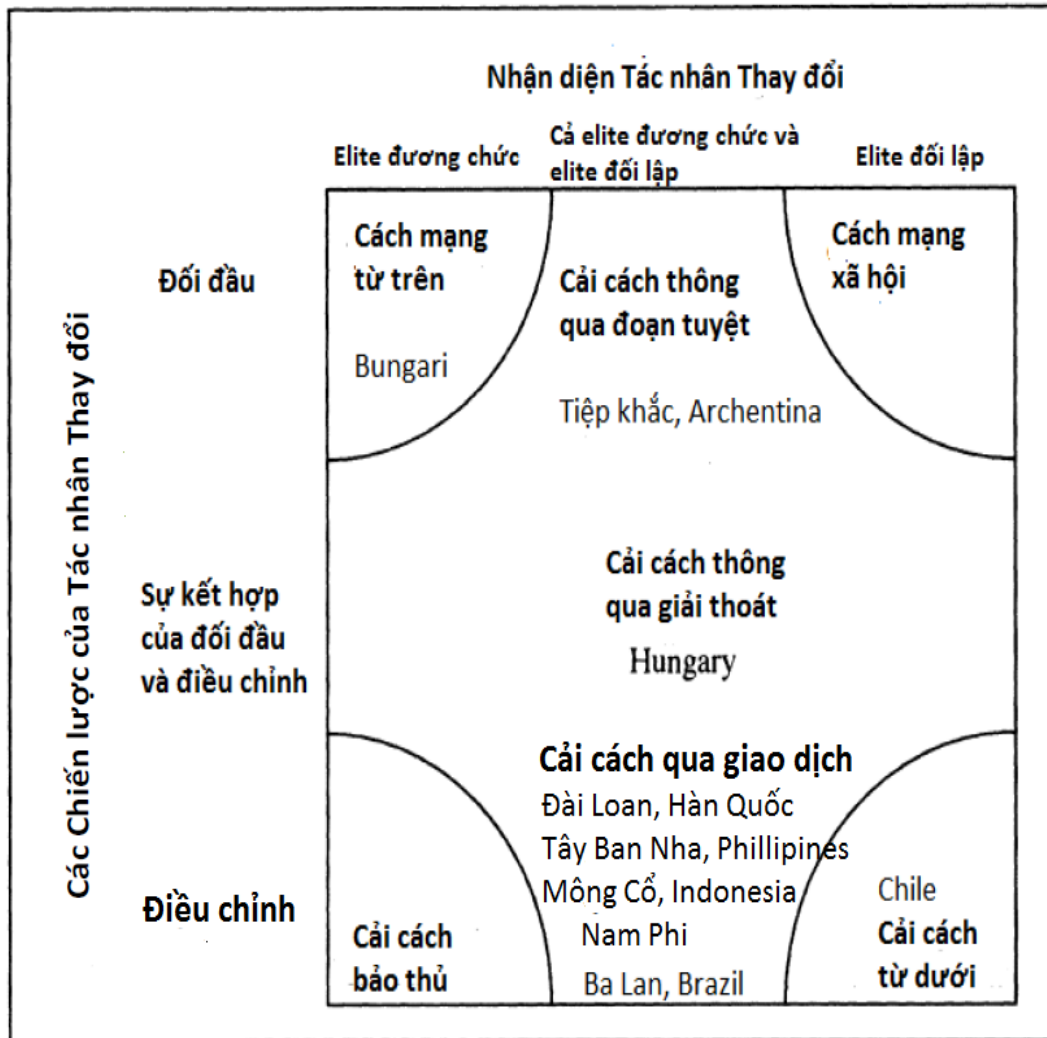 Nhận diện Tác nhân Thay đổi
Elite đương chức
Cả elite đương chức và
elite đối lập
Elite đối lập
Các Chiến lược của Tác nhân Thay đổi
Đối đầu
Cách mạng
từ trên
Bungari
Cải cách thông
qua đoạn tuyệt
Tiệp khắc, Archentina
Cách mạng
xã hội
Sự kết hợp
của đối đầu
và điều chỉnh
Cải cách thông
qua giải thoát
Hungary
Điều chỉnh
Cải cách
bảo thủ
Cải cách qua giao dịch
Đài Loan, Hàn Quốc
Tây Ban Nha, Phillipines
Mông Cổ, Indonesia
Nam Phi
Ba Lan, Brazil
Chile
Cải cách
từ dưới